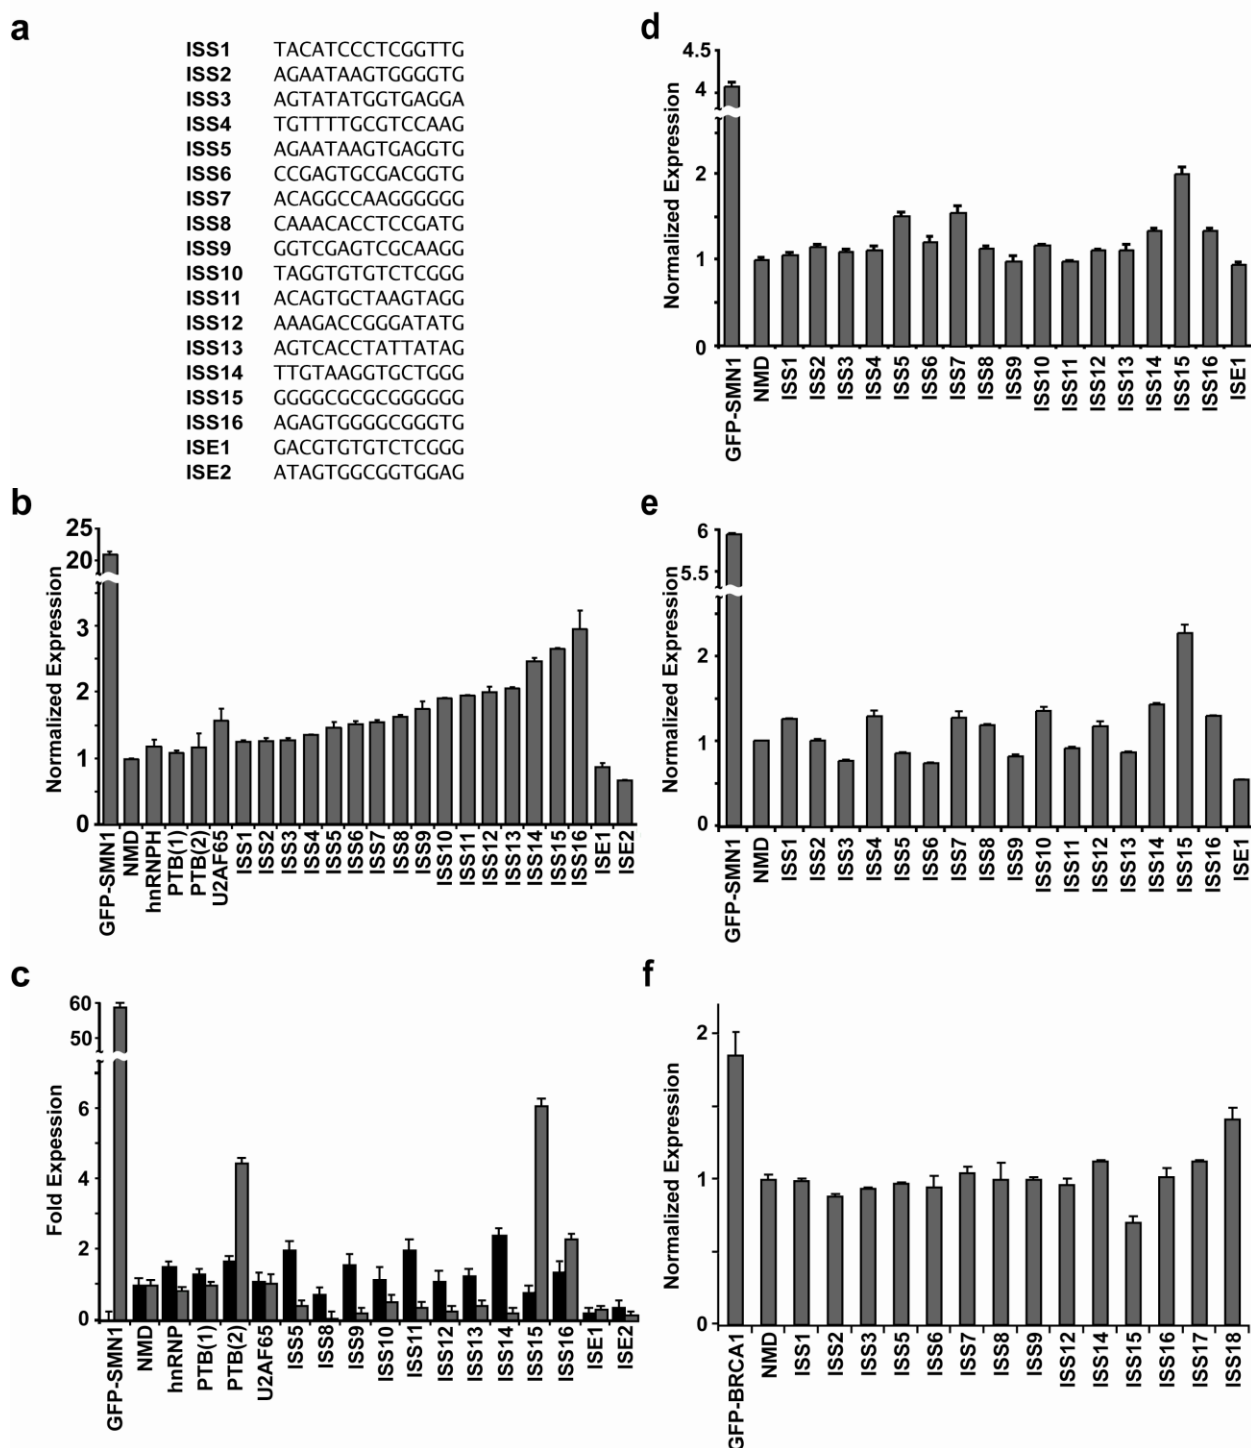 a
ISS1 TACATCCCTCGGTTG
ISS2 AGAATAAGTGGGGTG
ISS3 AGTATATGGTGAGGA
ISS4 TGTTTTGCGTCCAAG
ISS5 AGAATAAGTGAGGTG
ISS6 CCGAGTGCGACGGTG
ISS7 ACAGGCCAAGGGGGG
ISS8 CAAACACCTCCGATG
ISS9 GGTCGAGTCGCAAGG
ISS10 TAGGTGTGTCTCGGG
ISS11 ACAGTGCTAAGTAGG
ISS12 AAAGACCGGGATATG
ISS13 AGTCACCTATTATAG
ISS14 TTGTAAGGTGCTGGG
ISS15 GGGGCGCGCGGGGGG
ISS16 AGAGTGGGGCGGGTG
ISE1 GACGTGTGTCTCGGG
ISE2 ATAGTGGCGGTGGAG
b
Normalized Expression
25
20
3
2
1
0
GFP-SMN1
NMD
hnRNPH
PTB(1)
PTB(2)
U2AF65
ISS1
ISS2
ISS3
ISS4
ISS5
ISS6
ISS7
ISS8
ISS9
ISS10
ISS11
ISS12
ISS13
ISS14
ISS15
ISS16
ISE1
ISE2
c
Fold Expession
60
50
6
4
2
0
GFP-SMN1
NMD
hnRNP
PTB(1)
PTB(2)
U2AF65
ISS5
ISS8
ISS9
ISS10
ISS11
ISS12
ISS13
ISS14
ISS15
ISS16
ISE1
ISE2
d
Normalized Expression
4.5
4
2
1
0
GFP-SMN1
NMD
ISS1
ISS2
ISS3
ISS4
ISS5
ISS6
ISS7
ISS8
ISS9
ISS10
ISS11
ISS12
ISS13
ISS14
ISS15
ISS16
ISE1
e
Normalized Expression
6
5.5
2
1
0
GFP-SMN1
NMD
ISS1
ISS2
ISS3
ISS4
ISS5
ISS6
ISS7
ISS8
ISS9
ISS10
ISS11
ISS12
ISS13
ISS14
ISS15
ISS16
ISE1
f
Normalized Expression
2
1
0
GFP-BRCA1
NMD
ISS1
ISS2
ISS3
ISS5
ISS6
ISS7
ISS8
ISS9
ISS12
ISS14
ISS15
ISS16
ISS17
ISS18